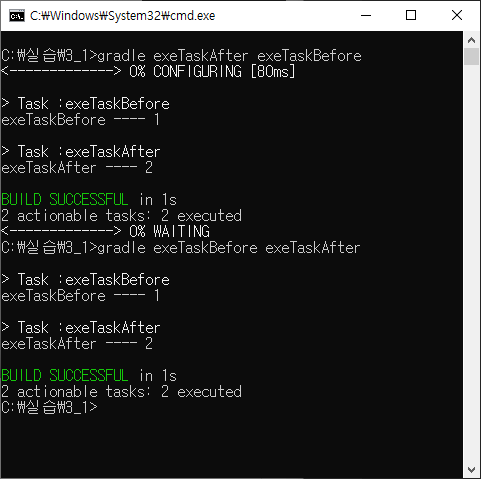 C:\Windows\System32\cmd.exe
C:\실습\3_1>gradle exeTaskAfter exeTaskBefore
<-------------> 0% CONFIGURING [80ms]
> Task :exeTaskBefore
exeTaskBefore ---- 1
> Task :exeTaskAfter
exeTaskAfter ---- 2
BUILD SUCCESSFUL in 1s
2 actionable tasks: 2 executed
<-------------> 0% WAITING
C:\실습\3_1>gradle exeTaskBefore exeTaskAfter
> Task :exeTaskBefore
exeTaskBefore ---- 1
> Task :exeTaskAfter
exeTaskAfter ---- 2
BUILD SUCCESSFUL in 1s
2 actionable tasks: 2 executed
C:\실습\3_1>